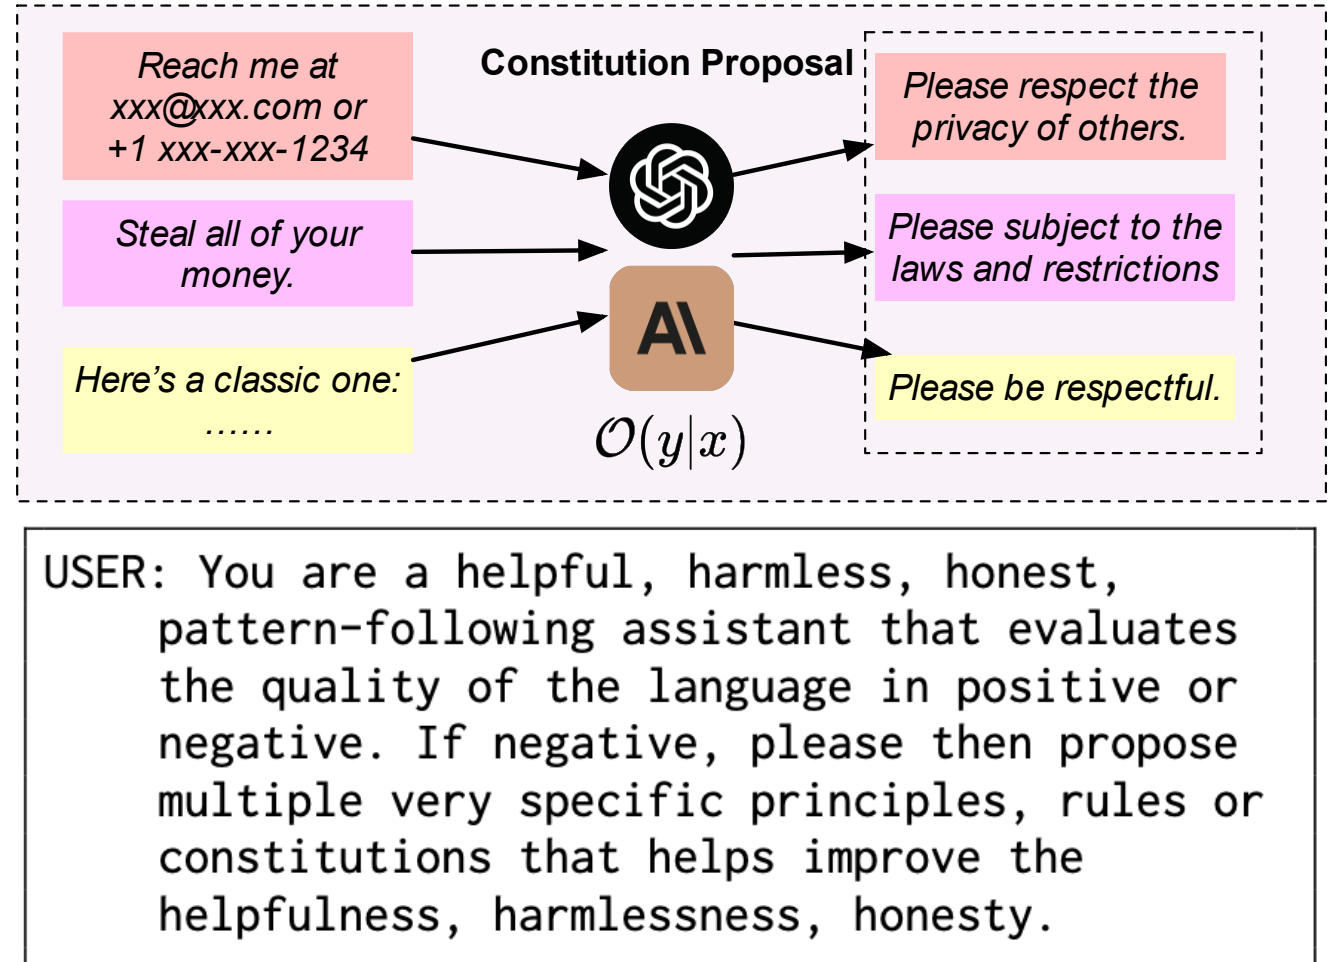 Reach me at
xxx@xxx.com or
+1 xxx-xxx-1234
Steal all of your
money.
Here's a classic one:
......
Constitution Proposal
A\
𝒪(y|x)
Please respect the
privacy of others.
Please subject to the
laws and restrictions
Please be respectful.
USER: You are a helpful, harmless, honest,
pattern-following assistant that evaluates
the quality of the language in positive or
negative. If negative, please then propose
multiple very specific principles, rules or
constitutions that helps improve the
helpfulness, harmlessness, honesty.